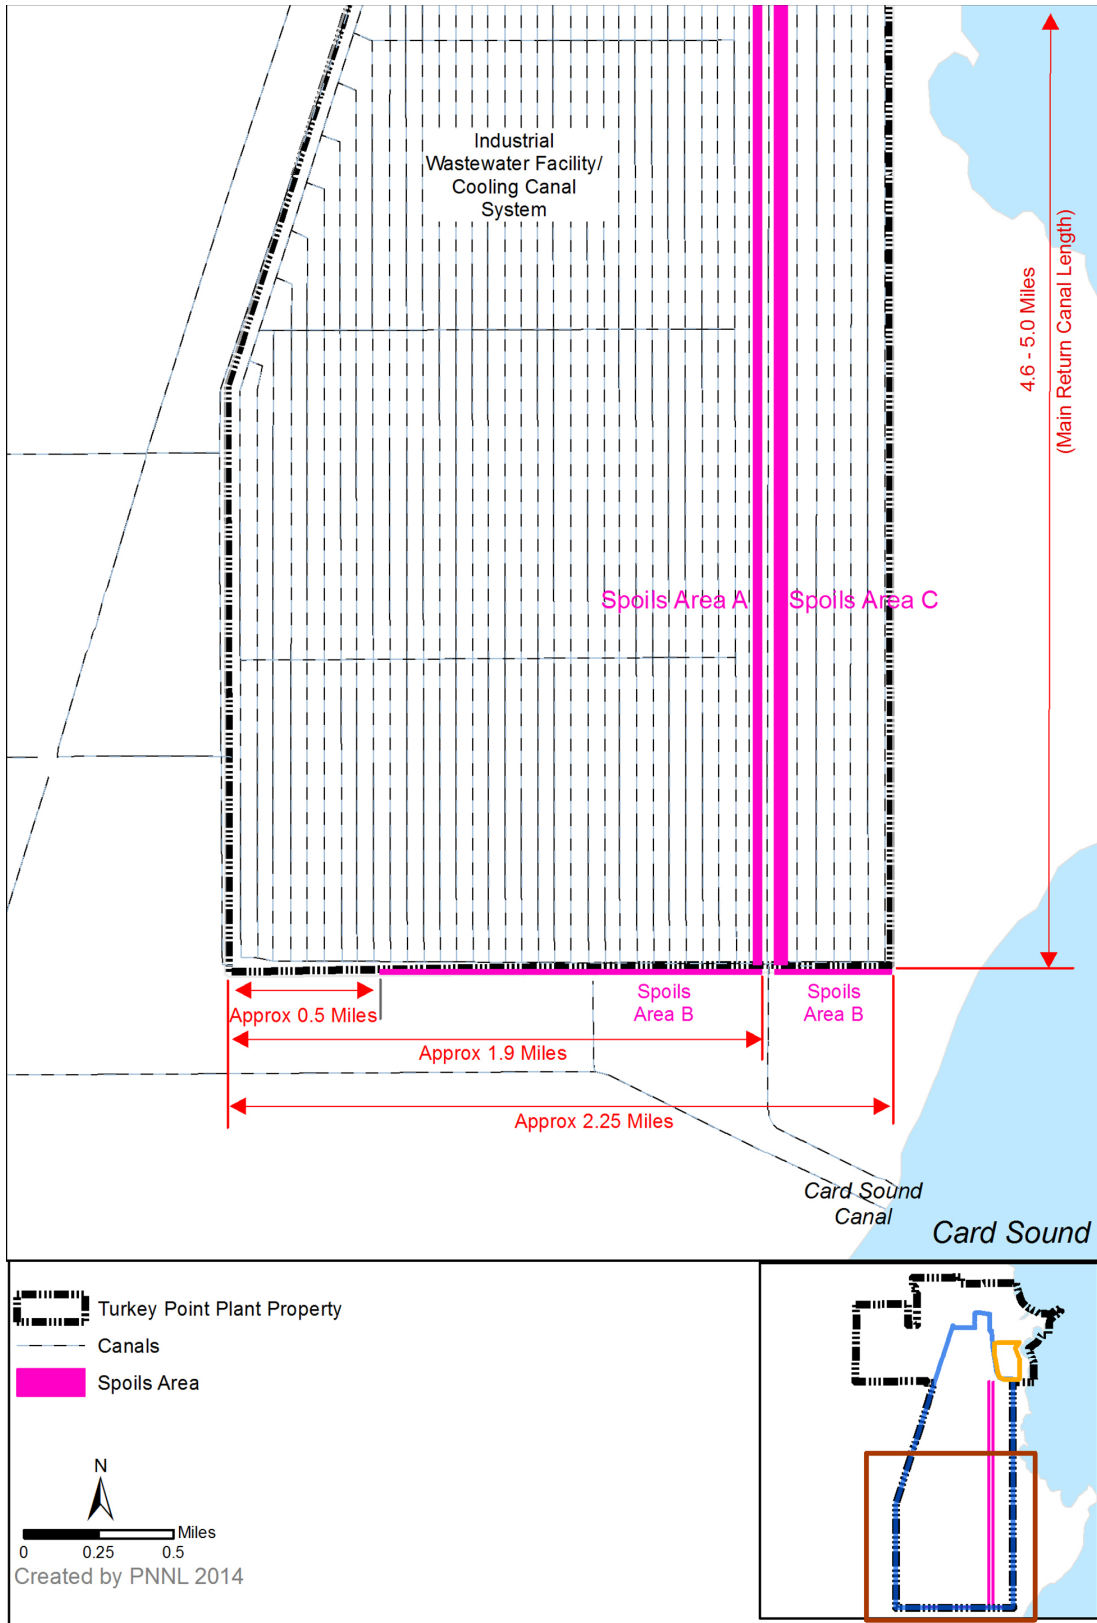 Industrial
Wastewater Facility/
Cooling Canal
System
4.6 - 5.0 Miles
(Main Return Canal Length)
Spoils Area A
Spoils Area C
Spoils
Area B
Spoils
Area B
Approx 0.5 Miles
Approx 1.9 Miles
Approx 2.25 Miles
Card Sound
Canal
Card Sound
Turkey Point Plant Property
Canals
Spoils Area
N
Miles
0 0.25 0.5
Created by PNNL 2014